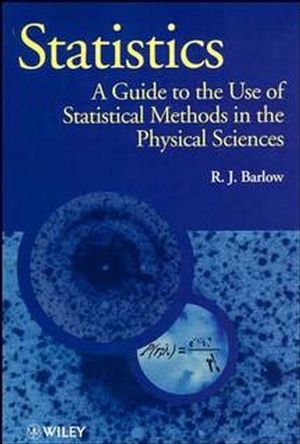 Statistics
A Guide to the Use of
Statistical Methods in the
Physical Sciences
R. J. Barlow
WILEY